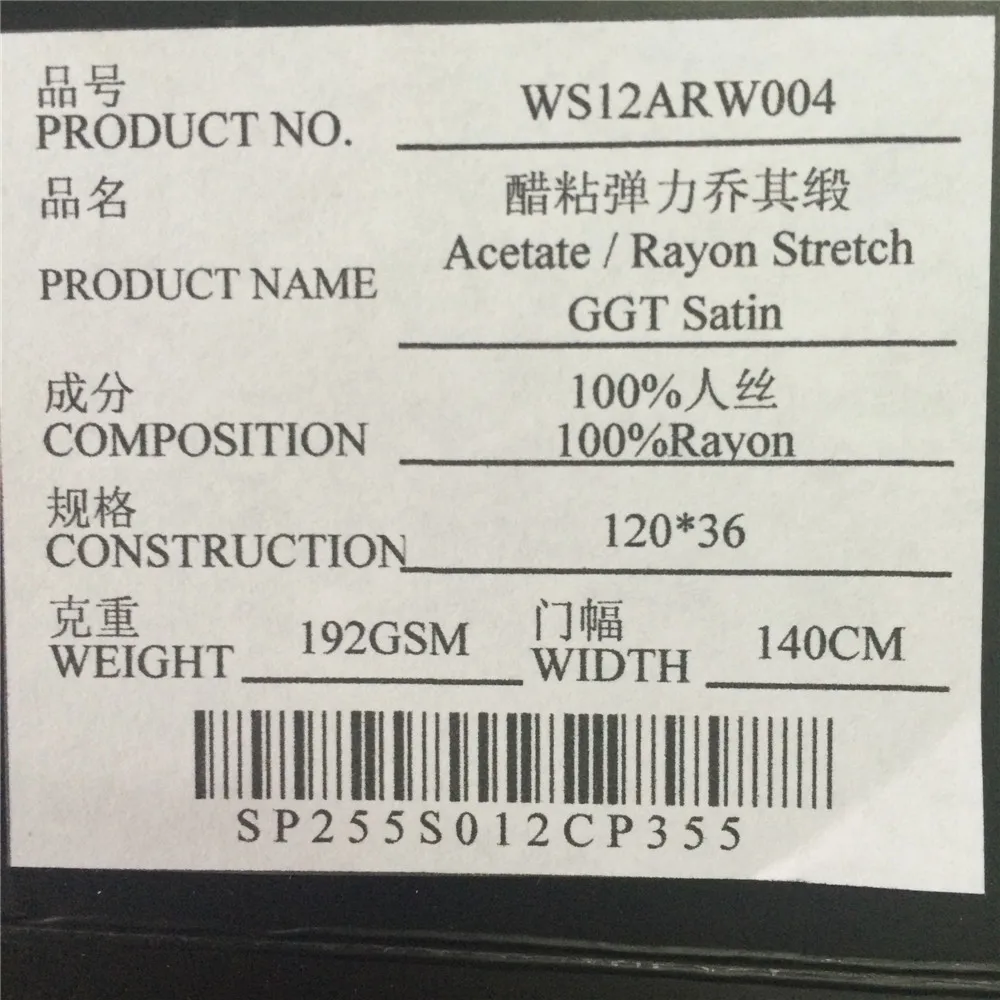 品号
PRODUCT NO. WS12ARW004
品名 醋粘弹力乔其缎
Acetate / Rayon Stretch
PRODUCT NAME
GGT Satin
成分 100%人丝
COMPOSITION 100%Rayon
规格
CONSTRUCTION 120*36
克重 门幅
WEIGHT 192GSM WIDTH 140CM
SP255S012CP355